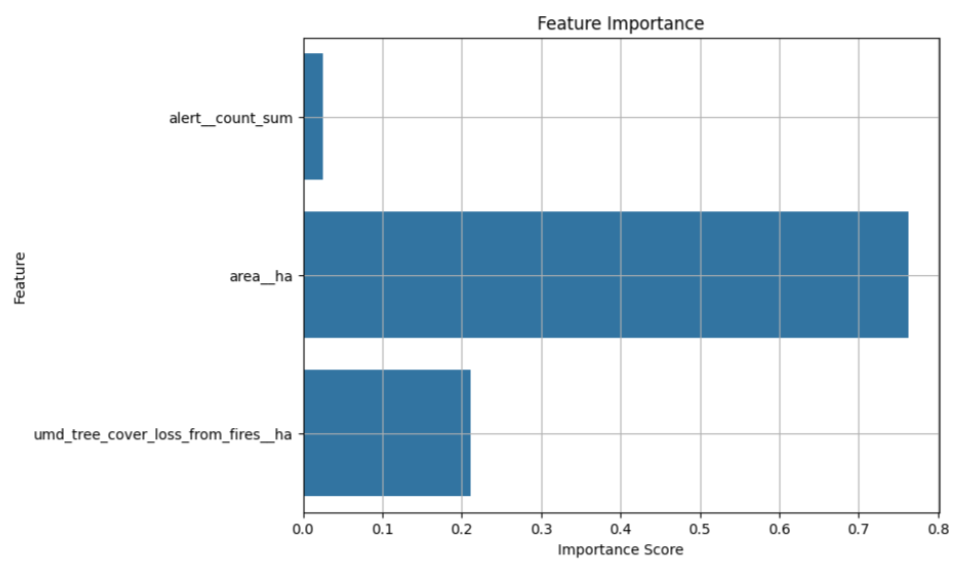 Feature Importance
alert__count_sum
area__ha
umd_tree_cover_loss_from_fires__ha
Feature
0.0 0.1 0.2 0.3 0.4 0.5 0.6 0.7 0.8
Importance Score